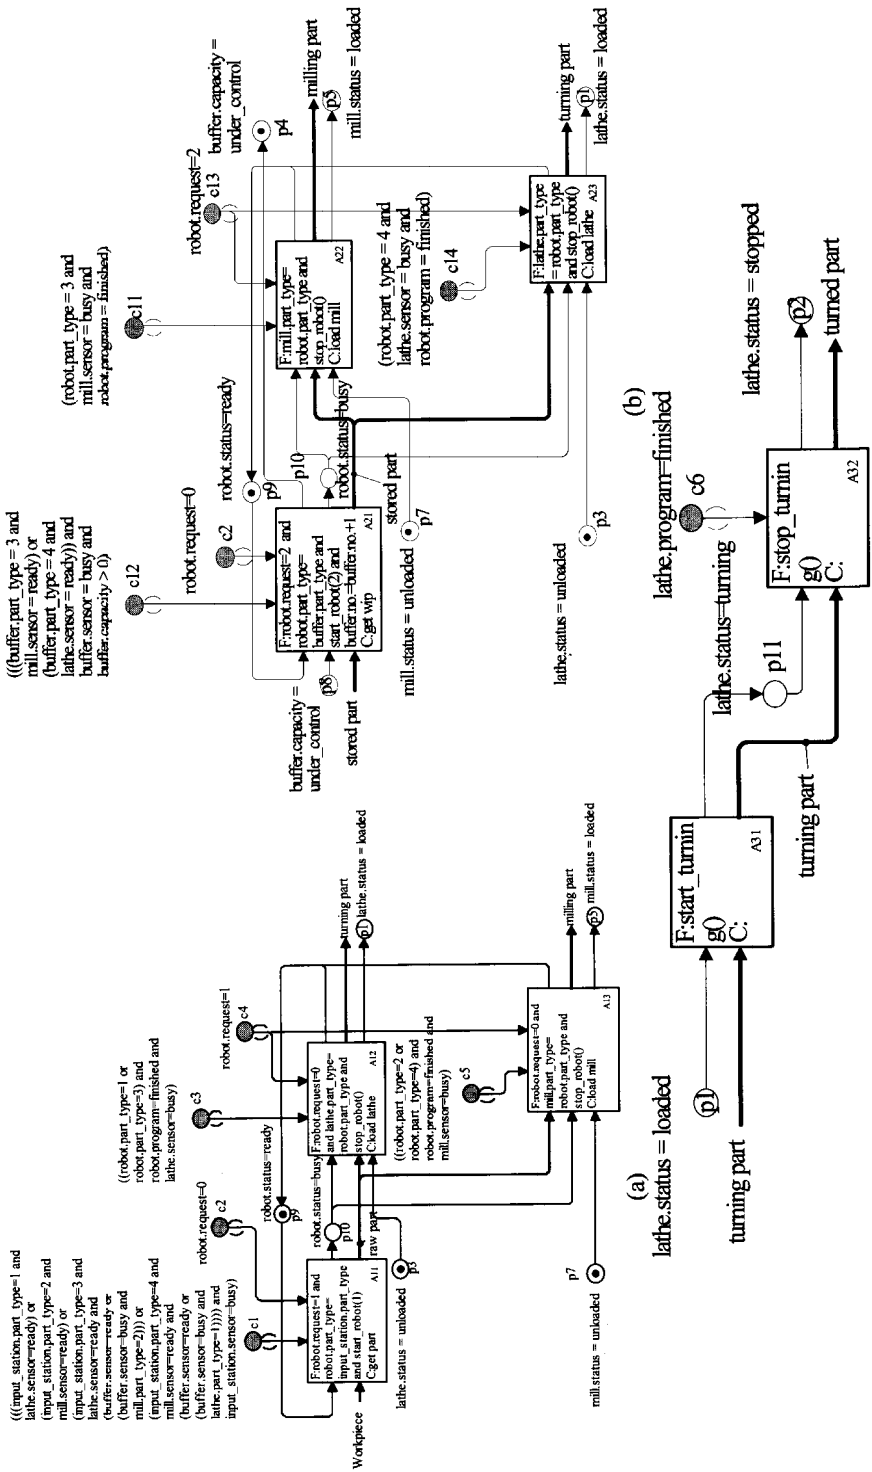 (((input_station.part_type=1 and
lathe.sensor=ready) or
(input_station.part_type=2 and
mill.sensor=ready) or
(input_station.part_type=3 and
lathe.sensor=ready and
(buffer.sensor=ready or
(buffer.sensor=busy and
mill.part_type=2))) or
(input_station.part_type=4 and
mill.sensor=ready and
(buffer.sensor=ready or
(buffer.sensor=busy and
lathe.part_type=1))))) and
input_station.sensor=busy)
c1
robot.request=0
c2
((robot.part_type=1 or
robot.part_type=3) and
robot.program=finished and
lathe.sensor=busy)
c3
robot.request=1
c4
robot.status=ready
p9
Workpiece
F:robot.request=1 and
robot.part_type=
input_station.part_type
and start_robot(1)
C:get part
A11
robot.status=busy
p10
raw part
p3
lathe.status = unloaded
F:robot.request=0
and lathe.part_type=
robot.part_type and
stop_robot()
C:load lathe
A12
turning part
p1 lathe.status = loaded
((robot.part_type=2 or
robot.part_type=4) and
robot.program=finished and
mill.sensor=busy)
c5
F:robot.request=0 and
mill.part_type=
robot.part_type and
stop_robot()
C:load mill
A13
milling part
p5 mill.status = loaded
p7
mill.status = unloaded
(a)
(((buffer.part_type = 3 and
mill.sensor = ready) or
(buffer.part_type = 4 and
lathe.sensor = ready)) and
buffer.sensor = busy and
buffer.capacity > 0)
c12
robot.request=0
c2
(robot.part_type = 3 and
mill.sensor = busy and
robot.program = finished)
c11
robot.request=2
c13
buffer.capacity =
under_control
p4
robot.status=ready
p9
buffer.capacity =
under_control
p8
stored part
F:robot.request=2 and
robot.part_type=
buffer.part_type and
start_robot(2) and
buffer.no.=buffer.no.+1
C:get wip
A21
p10
robot.status=busy
stored part
p7
mill.status = unloaded
F:mill.part_type=
robot.part_type and
stop_robot()
C:load mill
A22
milling part
p5
mill.status = loaded
c14
(robot.part_type = 4 and
lathe.sensor = busy and
robot.program = finished)
F:lathe.part_type
= robot.part_type
and stop_robot()
C:load lathe
A23
turning part
p1
lathe.status = loaded
p3
lathe.status = unloaded
(b)
lathe.status = loaded
p1
turning part
F:start_turnin
g()
C:
A31
lathe.status=turning
p11
turning part
lathe.program=finished
c6
F:stop_turnin
g()
C:
A32
lathe.status = stopped
p2
turned part